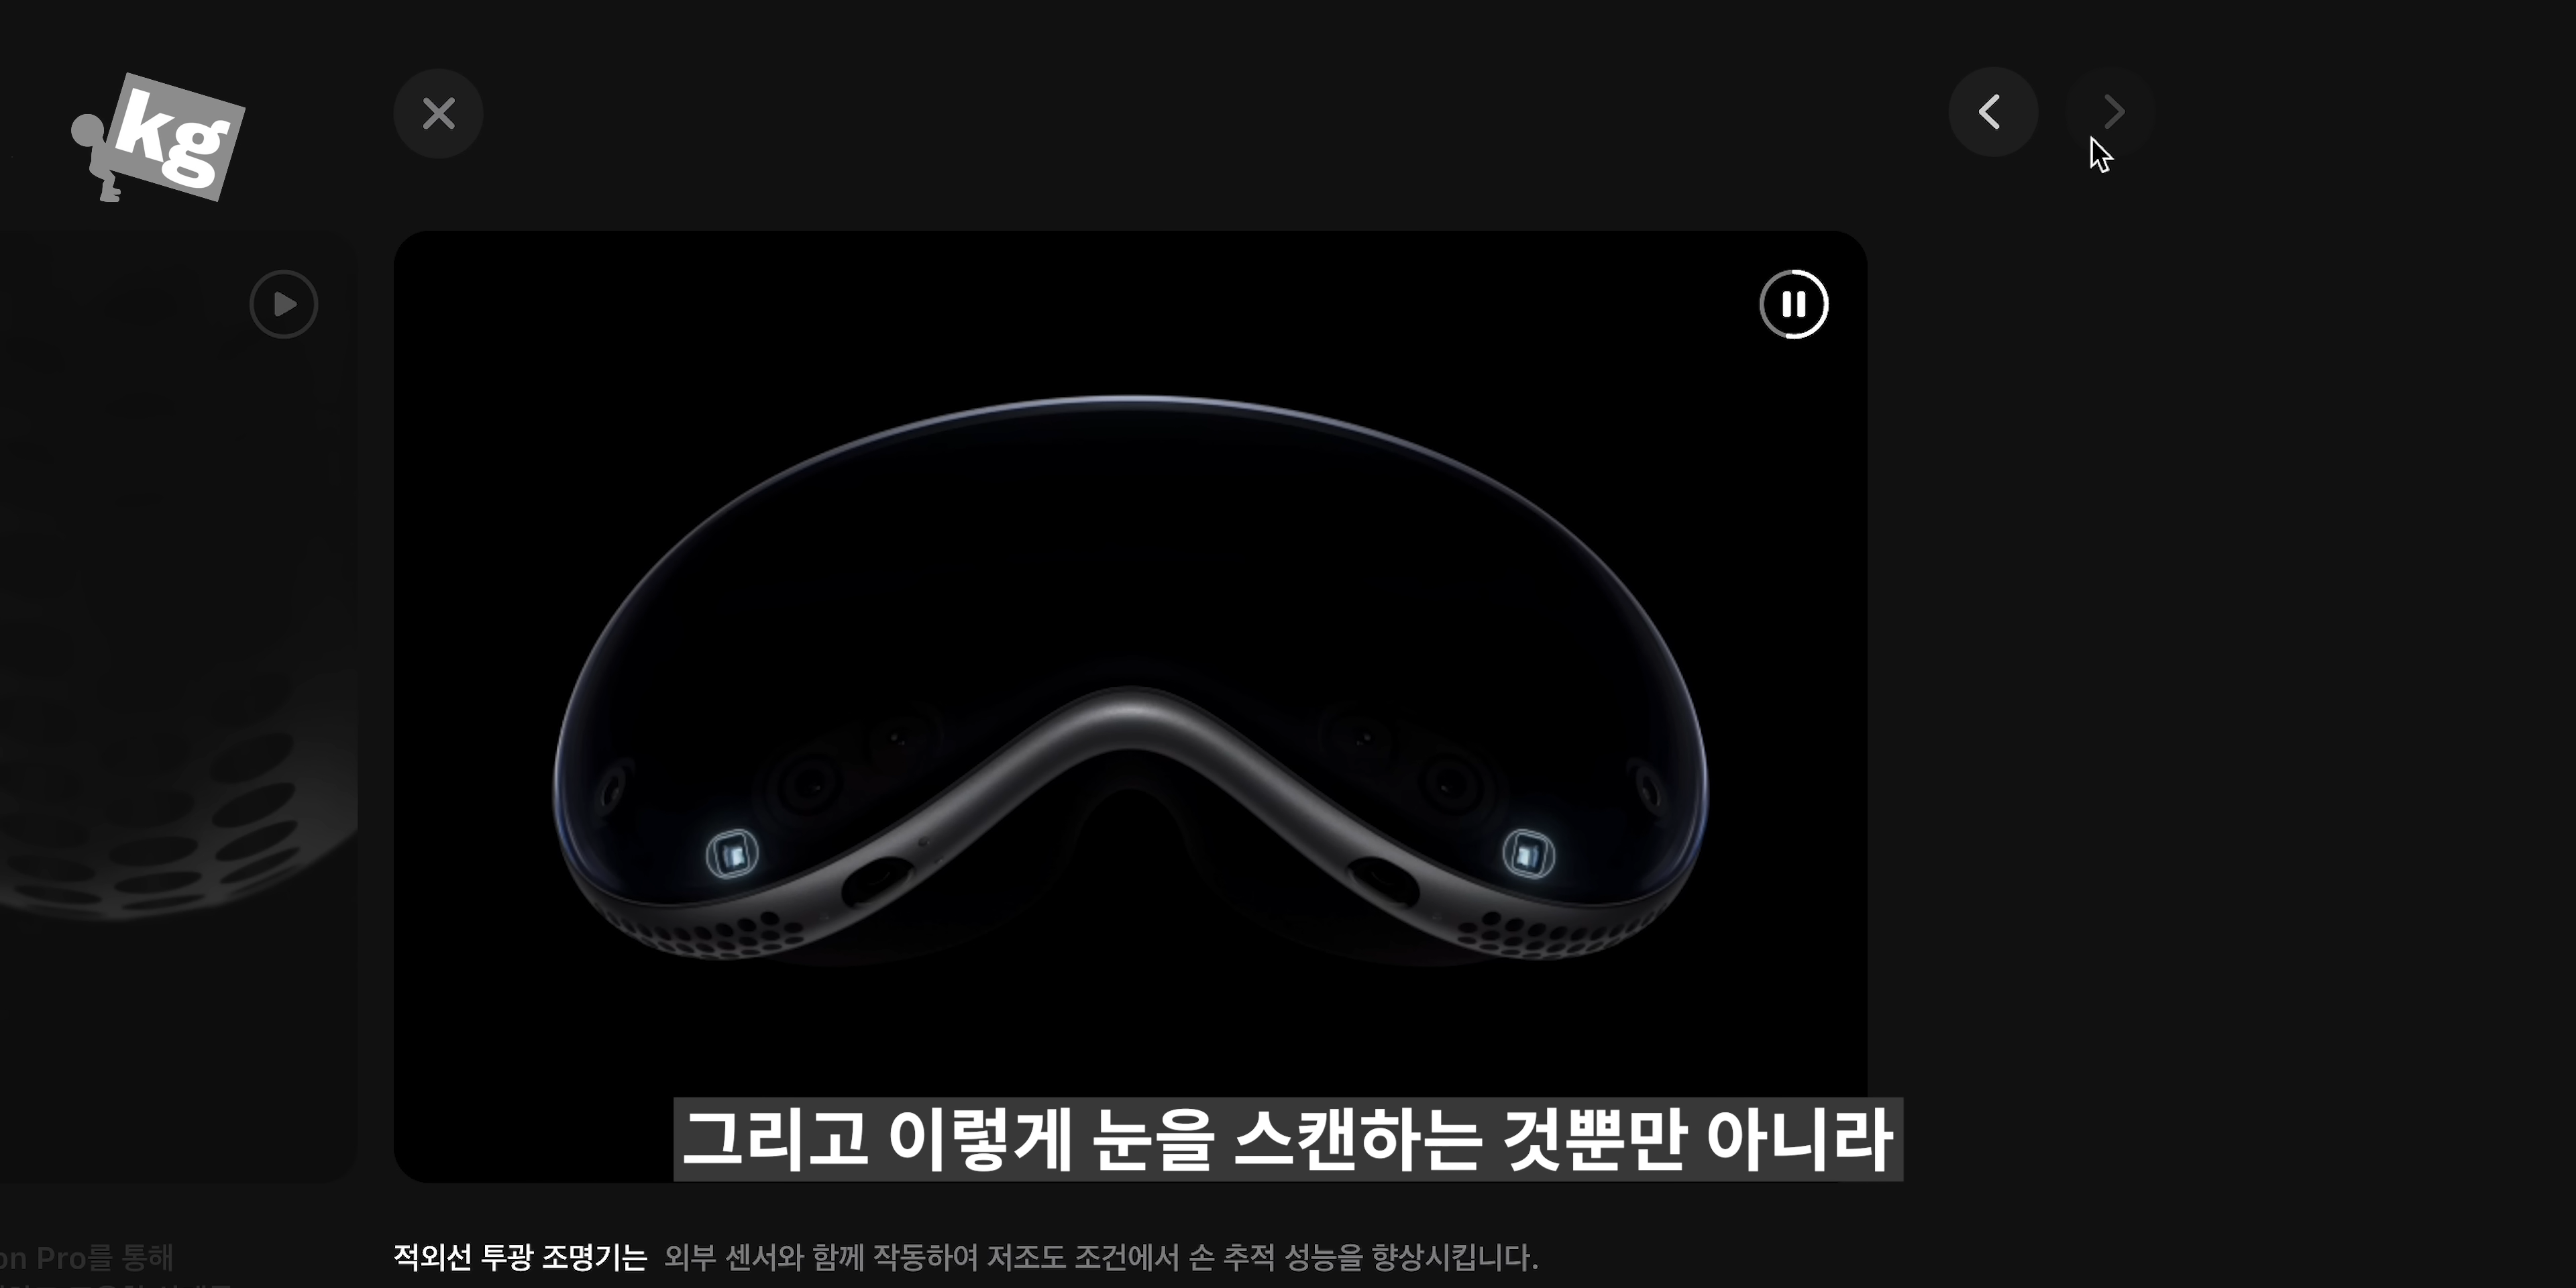 kg
그리고 이렇게 눈을 스캔하는 것뿐만 아니라
on Pro를 통해
적외선 투광 조명기는 외부 센서와 함께 작동하여 저조도 조건에서 손 추적 성능을 향상시킵니다.